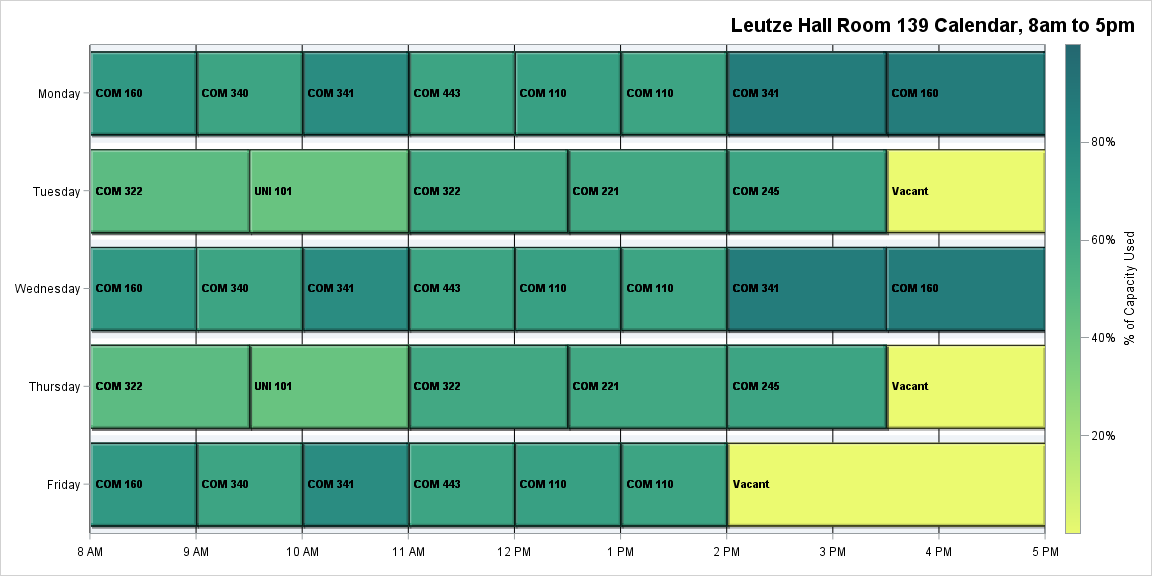 Leutze Hall Room 139 Calendar, 8am to 5pm
Monday COM 160 COM 340 COM 341 COM 443 COM 110 COM 110 COM 341 COM 160
80%
Tuesday COM 322 UNI 101 COM 322 COM 221 COM 245 Vacant
60%
% of Capacity Used
Wednesday COM 160 COM 340 COM 341 COM 443 COM 110 COM 110 COM 341 COM 160
40%
Thursday COM 322 UNI 101 COM 322 COM 221 COM 245 Vacant
20%
Friday COM 160 COM 340 COM 341 COM 443 COM 110 COM 110 Vacant
8 AM 9 AM 10 AM 11 AM 12 PM 1 PM 2 PM 3 PM 4 PM 5 PM